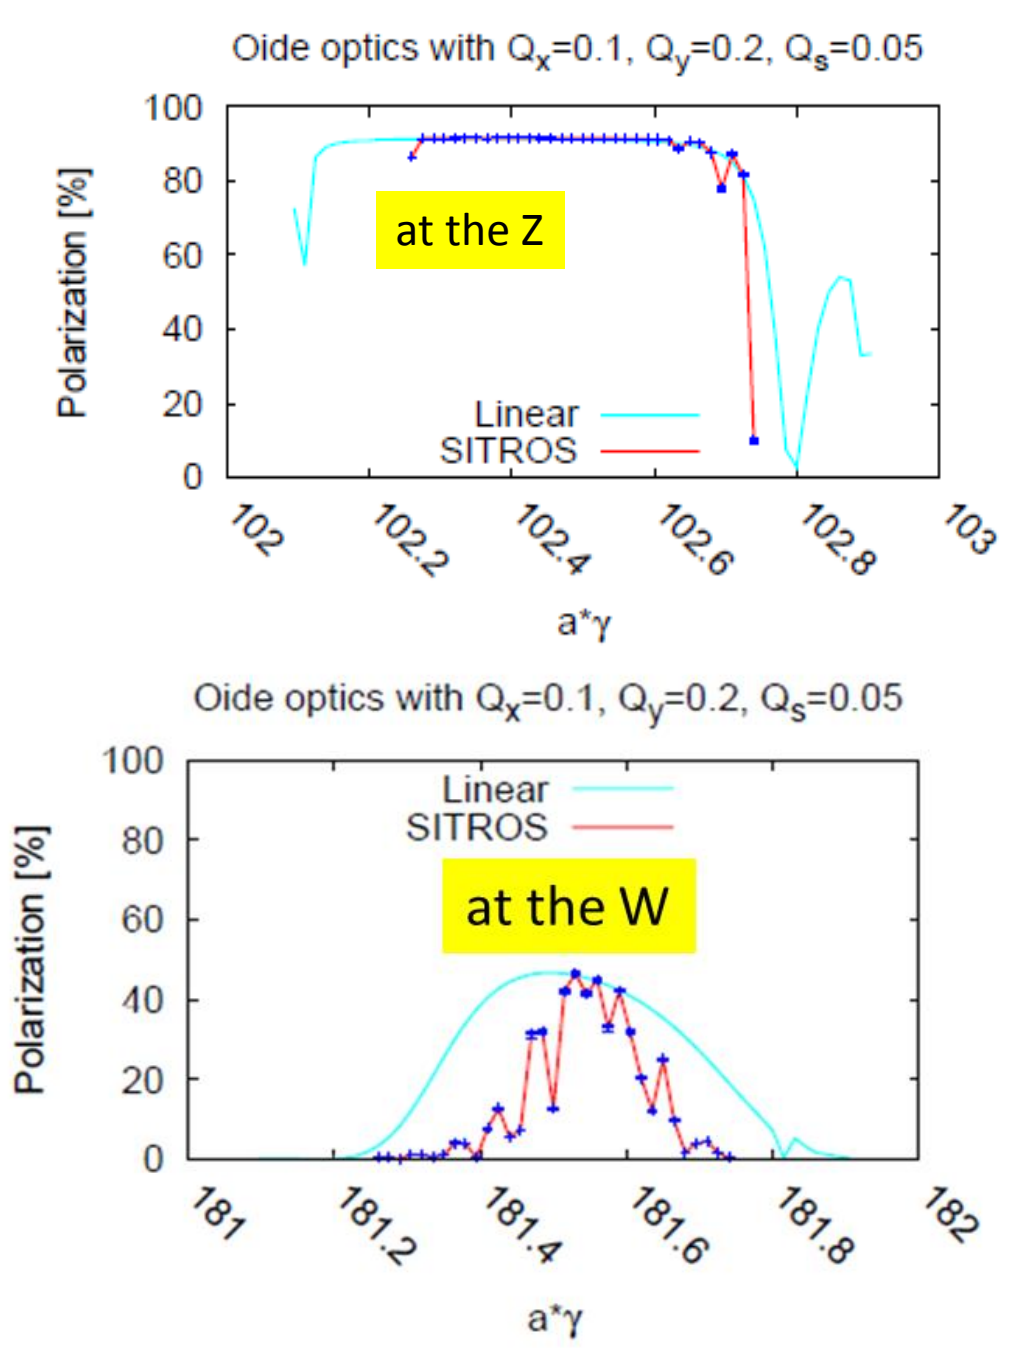 Oide optics with Qx=0.1, Qy=0.2, Qs=0.05
100
80
60
40
20
0
Polarization [%]
at the Z
Linear
SITROS
102
102.2
102.4
102.6
102.8
103
a*γ
Oide optics with Qx=0.1, Qy=0.2, Qs=0.05
100
80
60
40
20
0
Polarization [%]
Linear
SITROS
at the W
181
181.2
181.4
181.6
181.8
182
a*γ